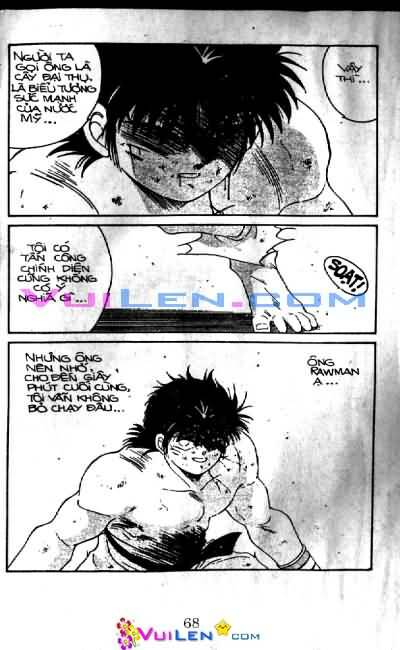 NGƯỜI TA
GỌI ÔNG LÀ
CÂY ĐẠI THỤ,
LÀ BIỂU TƯỢNG
SỨC MẠNH
CỦA NƯỚC
MỸ...
VẬY
THÌ...
TÔI CÓ
TẤN CÔNG
CHÍNH DIỆN
CŨNG KHÔNG
CÓ Ý
NGHĨA GÌ...
SOẠT!
VUILEN.COM
NHƯNG ÔNG
NÊN NHỚ,
CHO ĐẾN GIÂY
PHÚT CUỐI CÙNG,
TÔI VẪN KHÔNG
BỎ CHẠY ĐÂU...
ÔNG
RAWMAN
Ạ...
68
VUILEN.COM